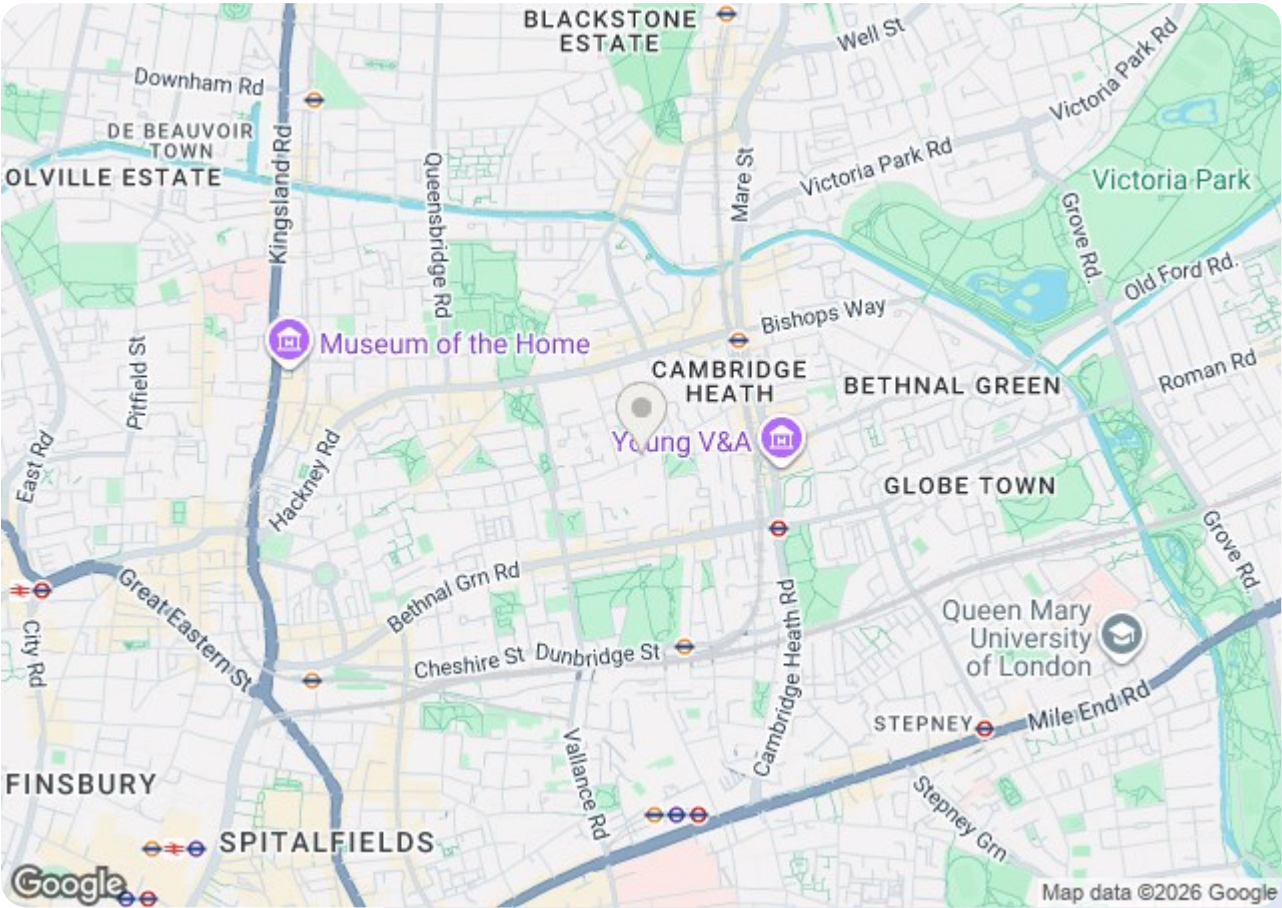 BLACKSTONE
ESTATE
Well St
Victoria Park Rd
Downham Rd
DE BEAUVOIR
TOWN
OLVILLE ESTATE
Kingsland Rd
Queensbridge Rd
Mare St
Victoria Park Rd
Victoria Park
Grove Rd.
Old Ford Rd.
Bishops Way
Museum of the Home
Pitfield St
CAMBRIDGE
HEATH
BETHNAL GREEN
Roman Rd
Young V&A
East Rd
Hackney Rd
GLOBE TOWN
Grove Rd.
Great Eastern St
Bethnal Grn Rd
City Rd
Cheshire St
Dunbridge St
Cambridge Heath Rd
Queen Mary
University
of London
STEPNEY
Mile End Rd
Vallance Rd
Stepney Grn
FINSBURY
SPITALFIELDS
Google
Map data ©2026 Google